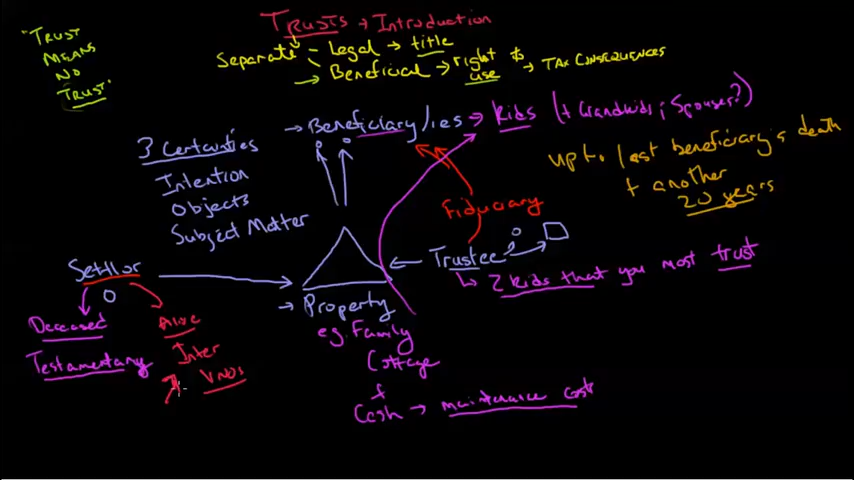 Trusts → Introduction
"Trust
Means
No
Trust"
Separate - Legal → title
→ Beneficial → right $
use
→ Tax Consequences
3 Certainties
Intention
Objects
Subject Matter
→ Beneficiary/ies → kids (+ Grandkids; Spouses?)
up to last beneficiary's death
+ another
20 years
Fiduciary
Trustee
↳ 2 kids that you most trust
Settlor
Deceased
Testamentary
Alive
Inter
Vivos
→ Property
e.g. Family
Cottage
+
Cash → maintenance costs